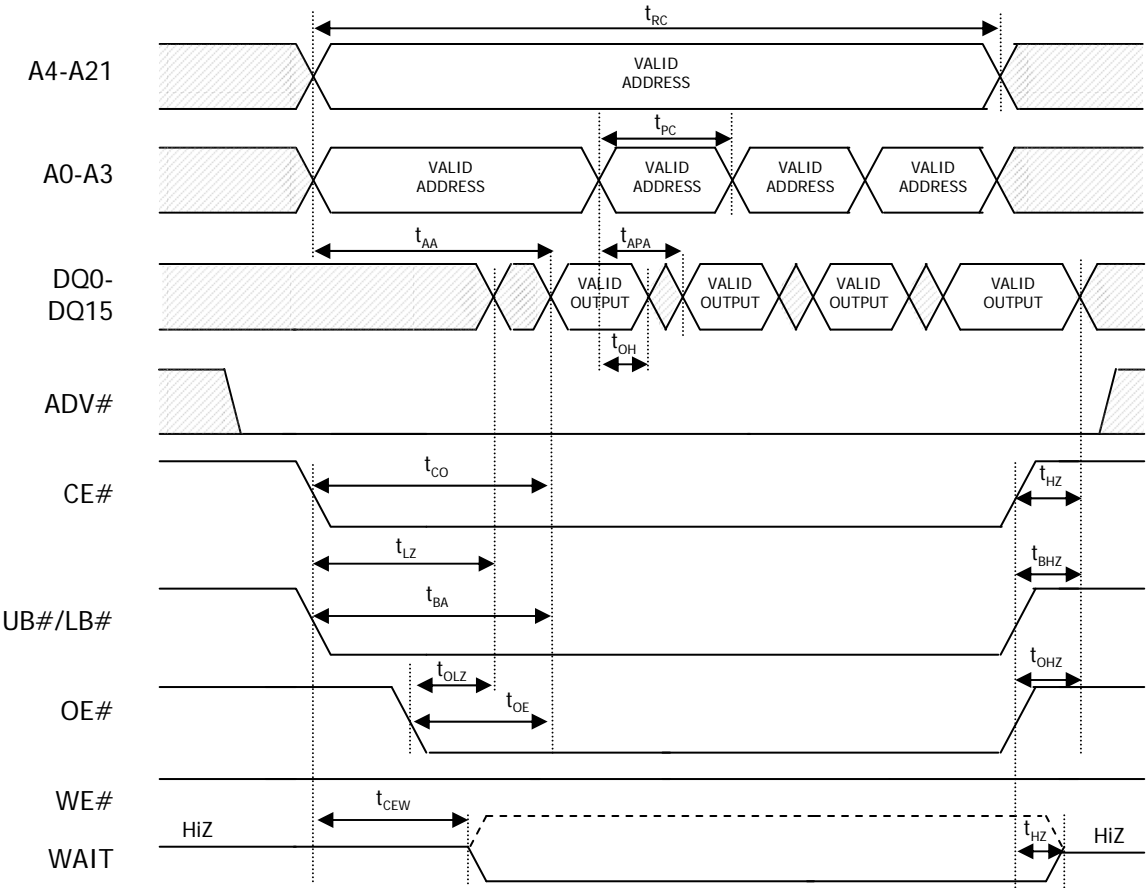 tRC
A4-A21
VALID
ADDRESS
tPC
A0-A3
VALID
ADDRESS
VALID
ADDRESS
VALID
ADDRESS
VALID
ADDRESS
tAA
tAPA
DQ0-
DQ15
VALID
OUTPUT
VALID
OUTPUT
VALID
OUTPUT
VALID
OUTPUT
tOH
ADV#
tCO
CE#
tHZ
tLZ
tBHZ
UB#/LB#
tBA
tOLZ
tOHZ
OE#
tOE
WE#
tCEW
HiZ
tHZ
HiZ
WAIT